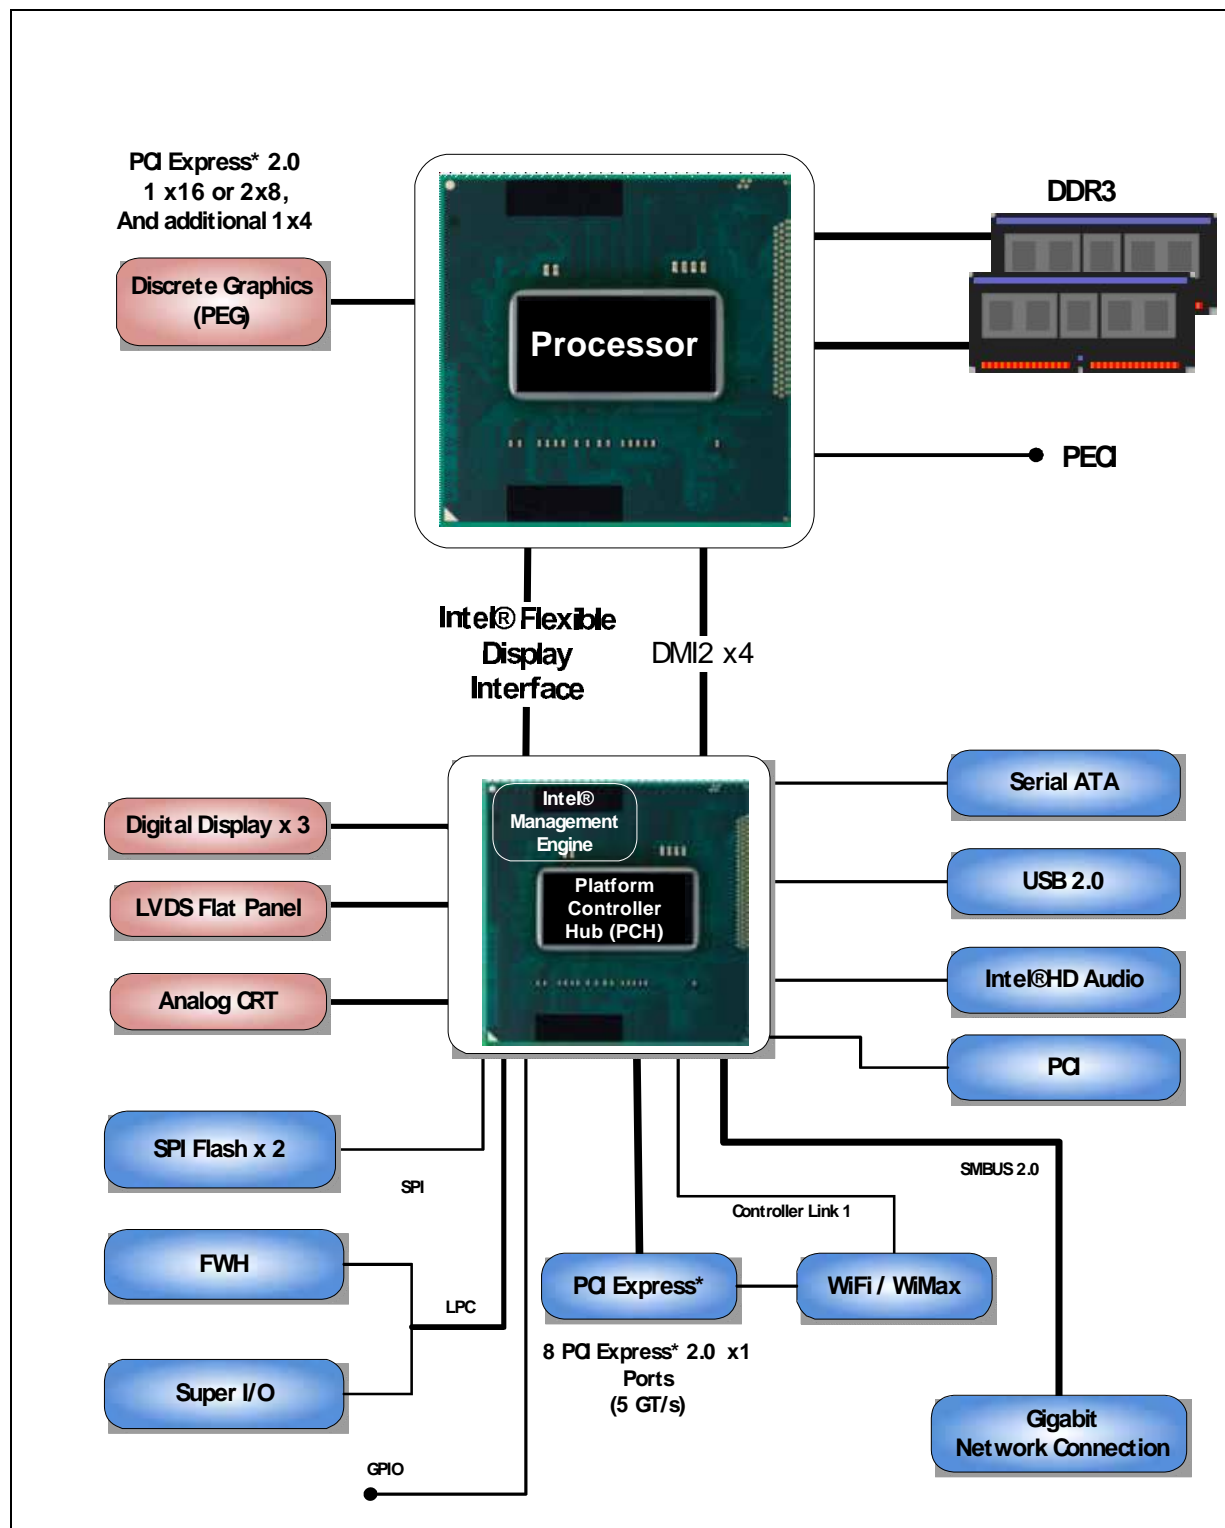 PCI Express* 2.0
1 x16 or 2x8,
And additional 1x4
Discrete Graphics
(PEG)
Processor
DDR3
PECI
Intel® Flexible
Display
Interface
DMI2 x4
Intel®
Management
Engine
Platform
Controller
Hub (PCH)
Digital Display x 3
LVDS Flat Panel
Analog CRT
Serial ATA
USB 2.0
Intel® HD Audio
PCI
SPI Flash x 2
SPI
FWH
LPC
Super I/O
GPIO
SMBUS 2.0
Controller Link 1
PCI Express*
WiFi / WiMax
8 PCI Express* 2.0 x1
Ports
(5 GT/s)
Gigabit
Network Connection